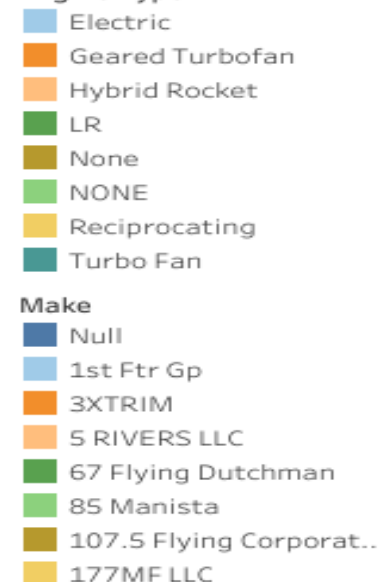 Electric
Geared Turbofan
Hybrid Rocket
LR
None
NONE
Reciprocating
Turbo Fan
Make
Null
1st Ftr Gp
3XTRIM
5 RIVERS LLC
67 Flying Dutchman
85 Manista
107.5 Flying Corporat..
177MF LLC